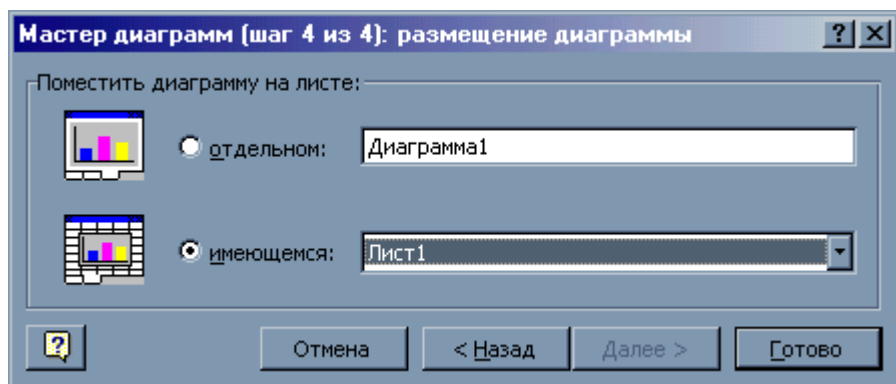 Мастер диаграмм (шаг 4 из 4): размещение диаграммы
Поместить диаграмму на листе:
отдельном: Диаграмма1
имеющемся: Лист1
Отмена < Назад Далее > Готово